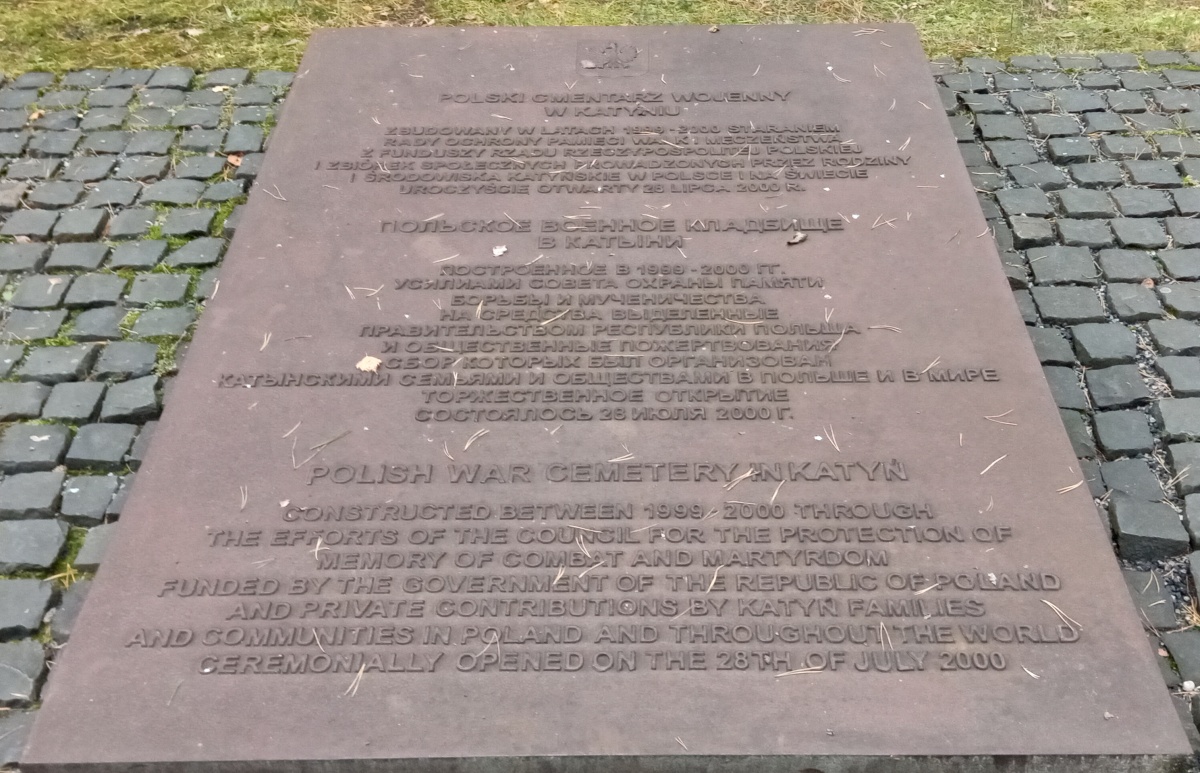 POLSKI CMENTARZ WOJENNY
W KATYNIU
ZBUDOWANY W LATACH 1999 - 2000 STARANIEM
RADY OCHRONY PAMIĘCI WALK I MĘCZEŃSTWA
Z FUNDUSZY RZĄDU RZECZYPOSPOLITEJ POLSKIEJ
I ZBIÓREK SPOŁECZNYCH PROWADZONYCH PRZEZ RODZINY
I ŚRODOWISKA KATYŃSKIE W POLSCE I NA ŚWIECIE
UROCZYŚCIE OTWARTY 28 LIPCA 2000 R.
ПОЛЬСКОЕ ВОЕННОЕ КЛАДБИЩЕ
В КАТЫНИ
ПОСТРОЕННОЕ В 1999 - 2000 ГГ.
УСИЛИАМИ СОВЕТА ОХРАНЫ ПАМЯТИ
БОРЬБЫ И МУЧЕНИЧЕСТВА
НА СРЕДСТВА ВЫДЕЛЕННЫЕ
ПРАВИТЕЛЬСТВОМ РЕСПУБЛИКИ ПОЛЬША
И ОБЩЕСТВЕННЫЕ ПОЖЕРТВОВАНИЯ
СБОР КОТОРЫХ БЫЛ ОРГАНИЗОВАН
КАТЫНСКИМИ СЕМЬЯМИ И ОБЩЕСТВАМИ В ПОЛЬШЕ И В МИРЕ
ТОРЖЕСТВЕННОЕ ОТКРЫТИЕ
СОСТОЯЛОСЬ 28 ИЮЛЯ 2000 Г.
POLISH WAR CEMETERY IN KATYŃ
CONSTRUCTED BETWEEN 1999 - 2000 THROUGH
THE EFFORTS OF THE COUNCIL FOR THE PROTECTION OF
MEMORY OF COMBAT AND MARTYRDOM
FUNDED BY THE GOVERNMENT OF THE REPUBLIC OF POLAND
AND PRIVATE CONTRIBUTIONS BY KATYŃ FAMILIES
AND COMMUNITIES IN POLAND AND THROUGHOUT THE WORLD
CEREMONIALLY OPENED ON THE 28TH OF JULY 2000